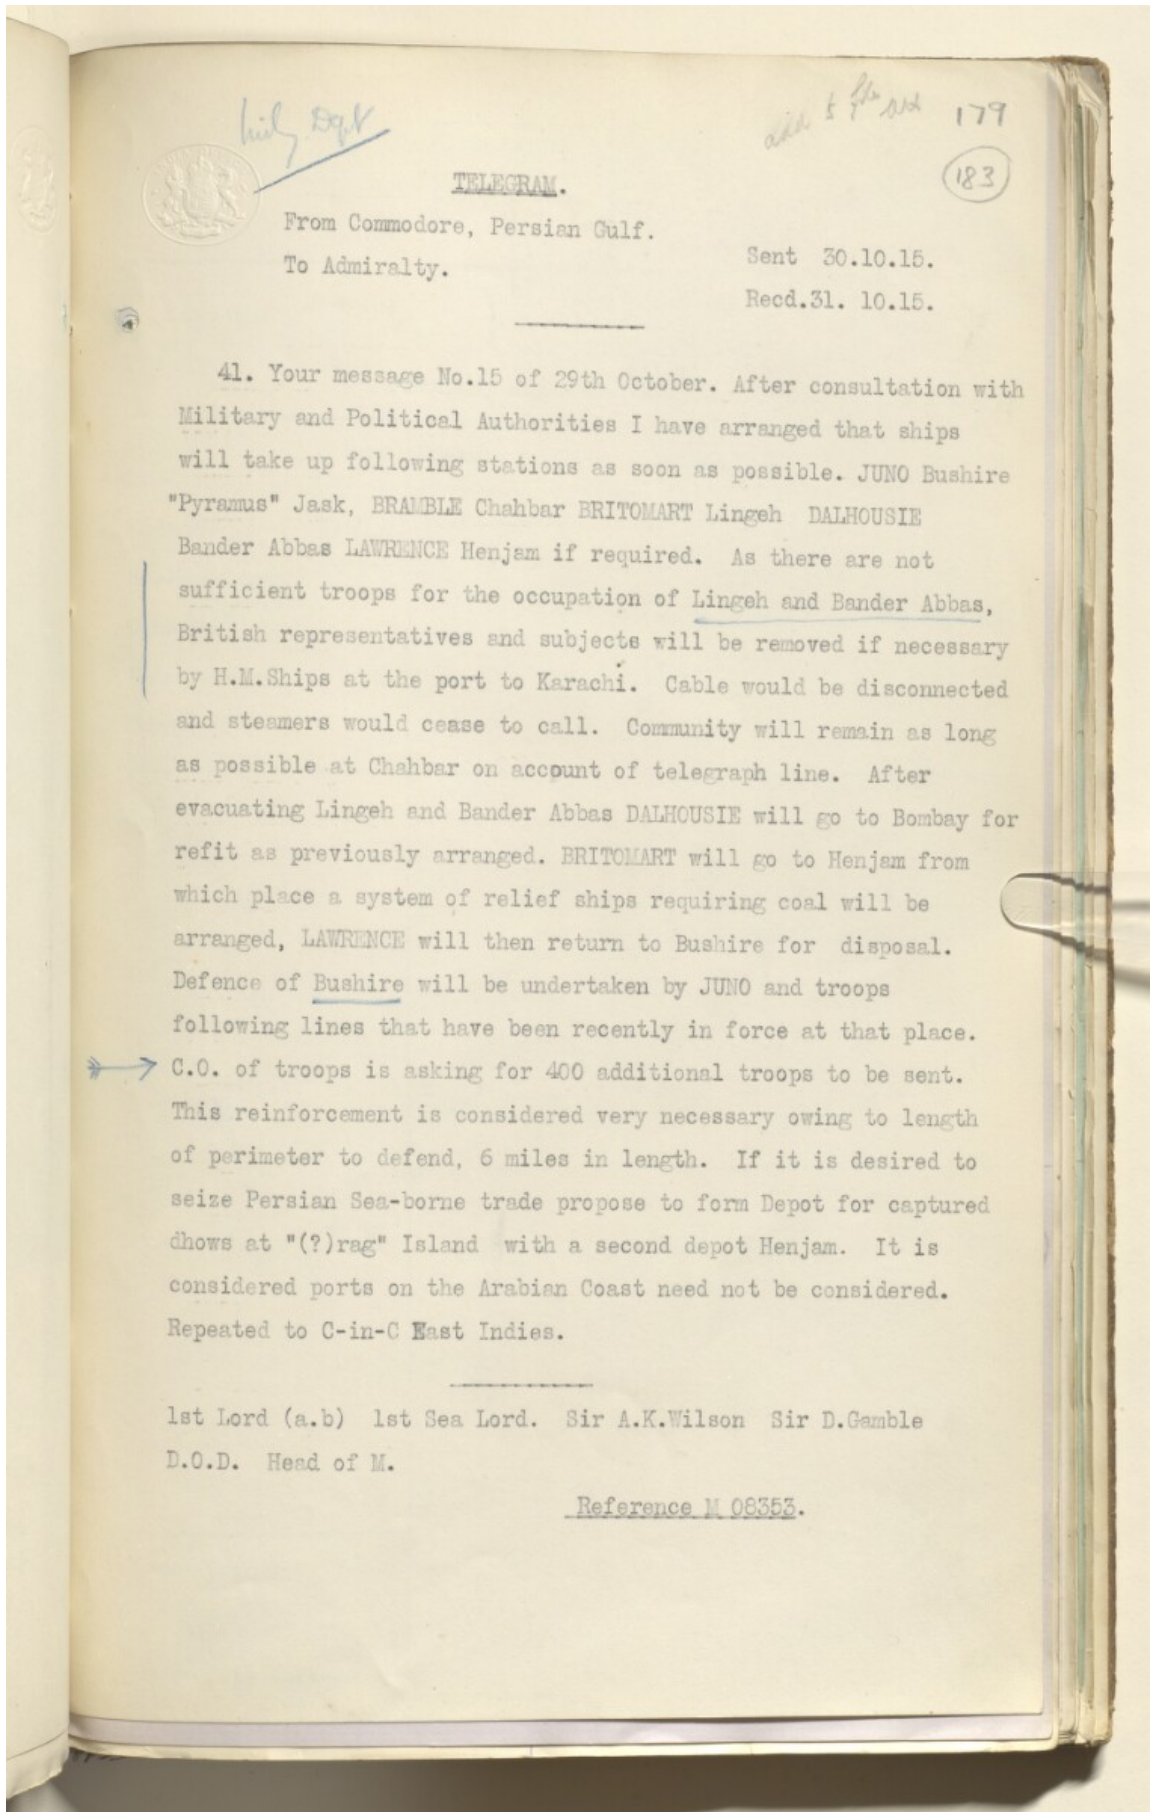 Mily Dept
179
183
TELEGRAM.
From Commodore, Persian Gulf.
To Admiralty.
Sent 30.10.15.
Recd.31. 10.15.
41. Your message No.15 of 29th October. After consultation with
Military and Political Authorities I have arranged that ships
will take up following stations as soon as possible. JUNO Bushire
"Pyramus" Jask, BRAMBLE Chahbar BRITOMART Lingeh DALHOUSIE
Bander Abbas LAWRENCE Henjam if required. As there are not
sufficient troops for the occupation of Lingeh and Bander Abbas,
British representatives and subjects will be removed if necessary
by H.M.Ships at the port to Karachi. Cable would be disconnected
and steamers would cease to call. Community will remain as long
as possible at Chahbar on account of telegraph line. After
evacuating Lingeh and Bander Abbas DALHOUSIE will go to Bombay for
refit as previously arranged. BRITOMART will go to Henjam from
which place a system of relief ships requiring coal will be
arranged, LAWRENCE will then return to Bushire for disposal.
Defence of Bushire will be undertaken by JUNO and troops
following lines that have been recently in force at that place.
C.O. of troops is asking for 400 additional troops to be sent.
This reinforcement is considered very necessary owing to length
of perimeter to defend, 6 miles in length. If it is desired to
seize Persian Sea-borne trade propose to form Depot for captured
dhows at "(?)rag" Island with a second depot Henjam. It is
considered ports on the Arabian Coast need not be considered.
Repeated to C-in-C East Indies.
1st Lord (a.b) 1st Sea Lord. Sir A.K.Wilson Sir D.Gamble
D.O.D. Head of M.
Reference M 08353.